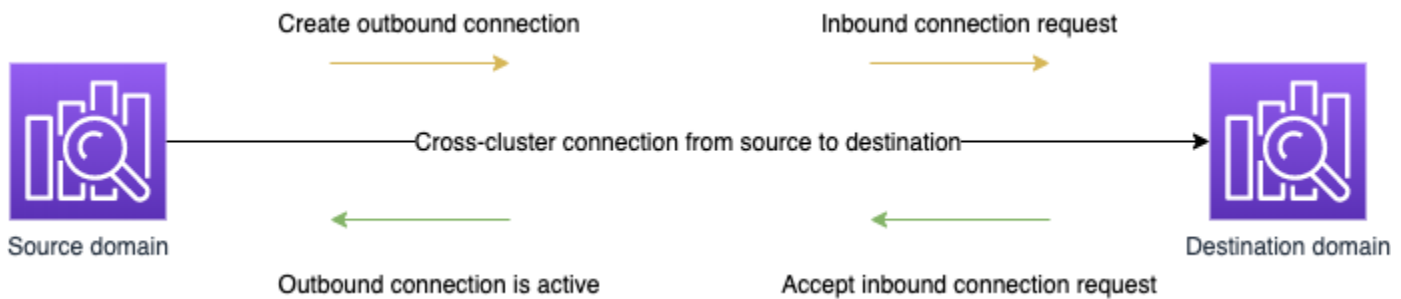 Create outbound connection
Inbound connection request
Cross-cluster connection from source to destination
Source domain
Destination domain
Outbound connection is active
Accept inbound connection request